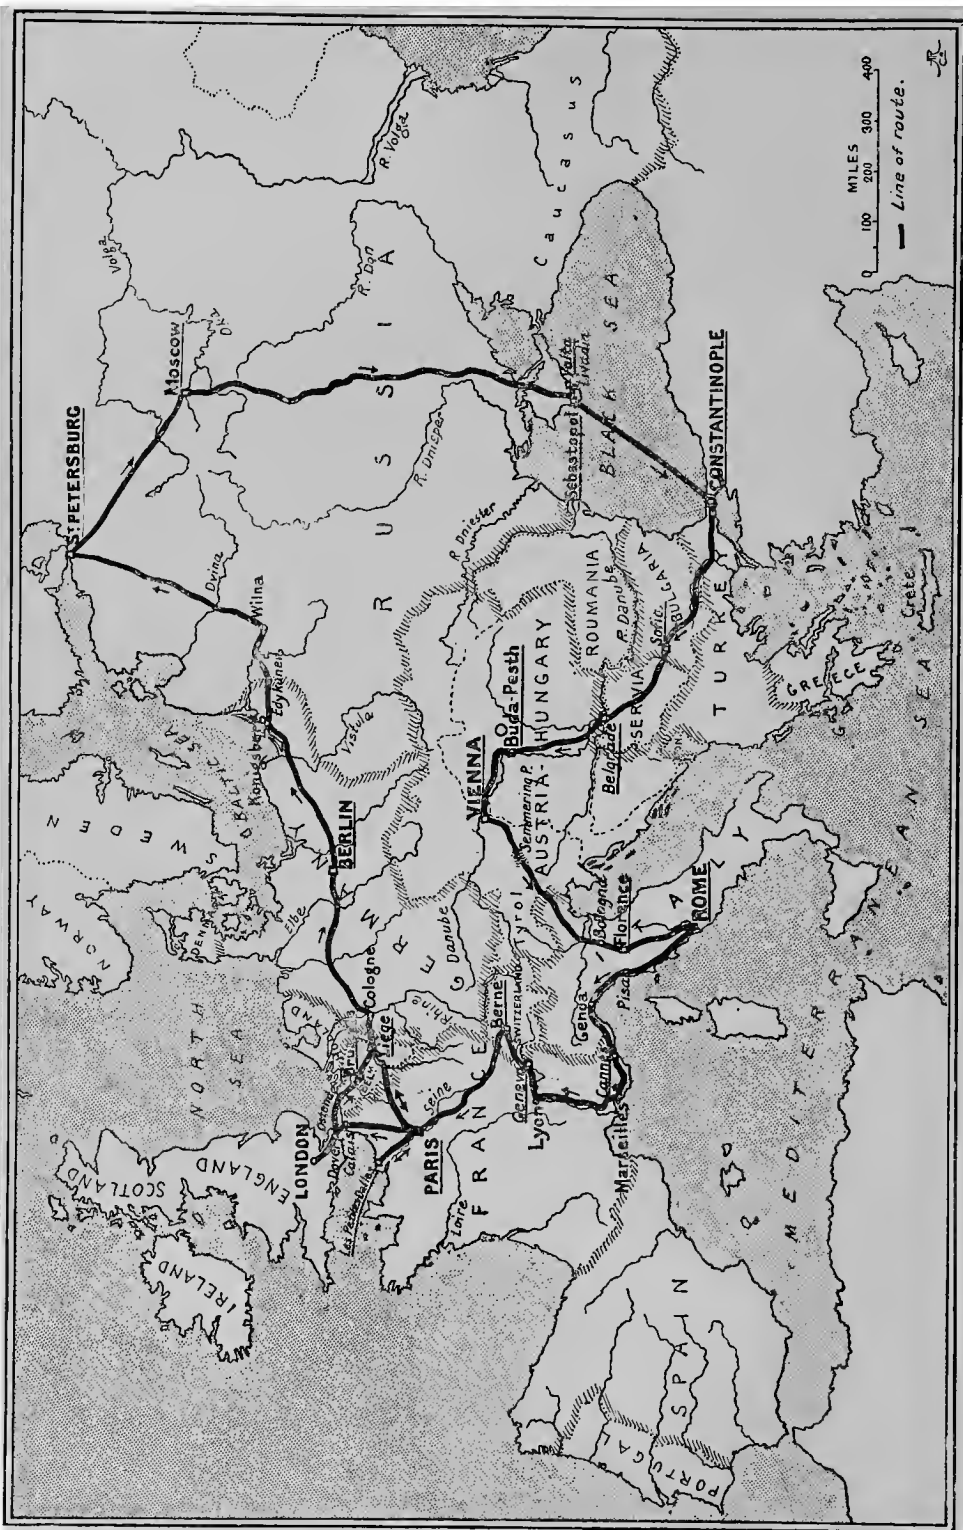 NORWAY
SWEDEN
BALTIC SEA
NORTH
SEA
SCOTLAND
ENGLAND
IRELAND
DENM
Elbe
LONDON
Dover
Calais
Ostend
Liège
Cologne
Rhine
BERLIN
Konigsberg
Wilna
Dvina
ST PETERSBURG
Moscow
Volga
R. Volga
R. Don
R. Dnieper
R. Dniester
RUSSIA
Vistula
GERMANY
Danube
PARIS
Seine
Loire
FRANCE
Berne
SWITZERLAND
Geneva
Lyon
Marseilles
Cannes
Genoa
Pisa
Tyrol
Semmering P.
VIENNA
Buda-Pesth
AUSTRIA-HUNGARY
Belgrade
SERVIA
ROUMANIA
R. Danube
Sofia
BULGARIA
TURKEY
CONSTANTINOPLE
BLACK SEA
Sebastopol
Yalta
Livadia
Caucasus
Bologna
Florence
ROME
ITALY
GREECE
Crete
MEDITERRANEAN SEA
SPAIN
PORTUGAL
MILES
0 100 200 300 400
Line of route.